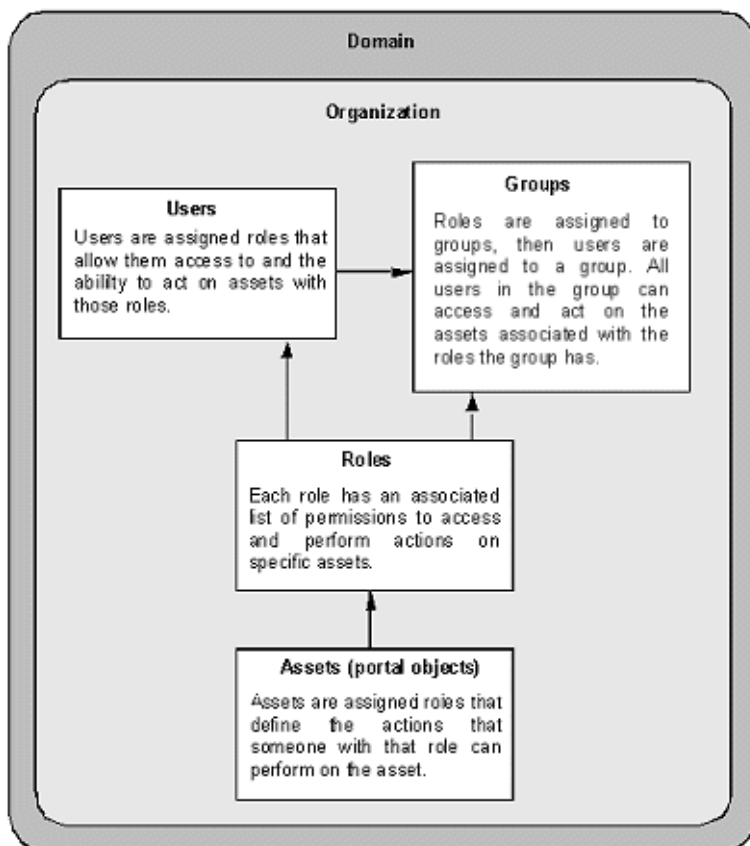 Domain
Organization
Users
Users are assigned roles that
allow them access to and the
ability to act on assets with
those roles.
Groups
Roles are assigned to
groups, then users are
assigned to a group. All
users in the group can
access and act on the
assets associated with the
roles the group has.
Roles
Each role has an associated
list of permissions to access
and perform actions on
specific assets.
Assets (portal objects)
Assets are assigned roles that
define the actions that
someone with that role can
perform on the asset.